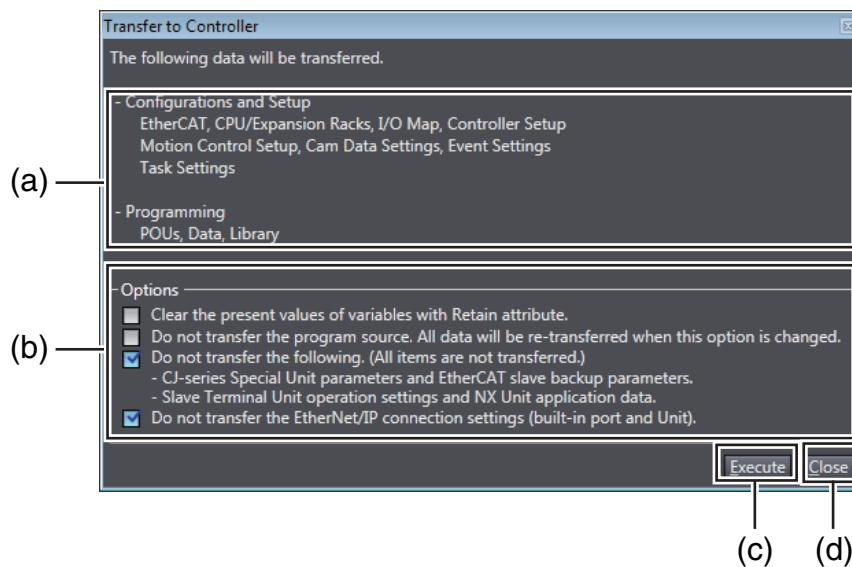 Transfer to Controller
The following data will be transferred.
- Configurations and Setup
EtherCAT, CPU/Expansion Racks, I/O Map, Controller Setup
Motion Control Setup, Cam Data Settings, Event Settings
Task Settings
(a)
- Programming
POUs, Data, Library
Options
Clear the present values of variables with Retain attribute.
Do not transfer the program source. All data will be re-transferred when this option is changed.
(b)
Do not transfer the following. (All items are not transferred.)
- CJ-series Special Unit parameters and EtherCAT slave backup parameters.
- Slave Terminal Unit operation settings and NX Unit application data.
Do not transfer the EtherNet/IP connection settings (built-in port and Unit).
Execute Close
(c) (d)